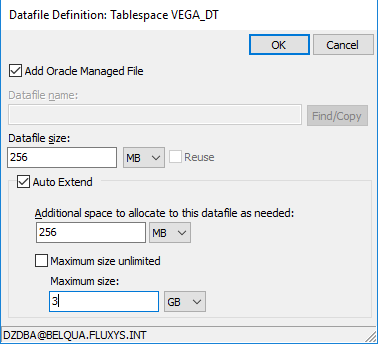 Datafile Definition: Tablespace VEGA_DT
OK Cancel
Add Oracle Managed File
Datafile name:
Find/Copy
Datafile size:
256 MB Reuse
Auto Extend
Additional space to allocate to this datafile as needed:
256 MB
Maximum size unlimited
Maximum size:
3 GB
DZDBA@BELQUA.FLUXYS.INT